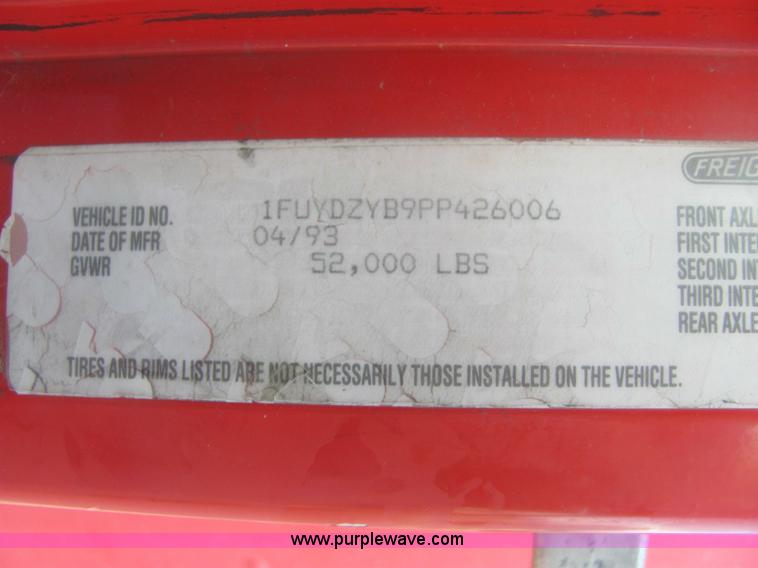 FREIG
VEHICLE ID NO. 1FUYDZYB9PP426006
DATE OF MFR 04/93
GVWR 52,000 LBS
FRONT AXL
FIRST INTE
SECOND IN
THIRD INTE
REAR AXLE
TIRES AND RIMS LISTED ARE NOT NECESSARILY THOSE INSTALLED ON THE VEHICLE.
www.purplewave.com